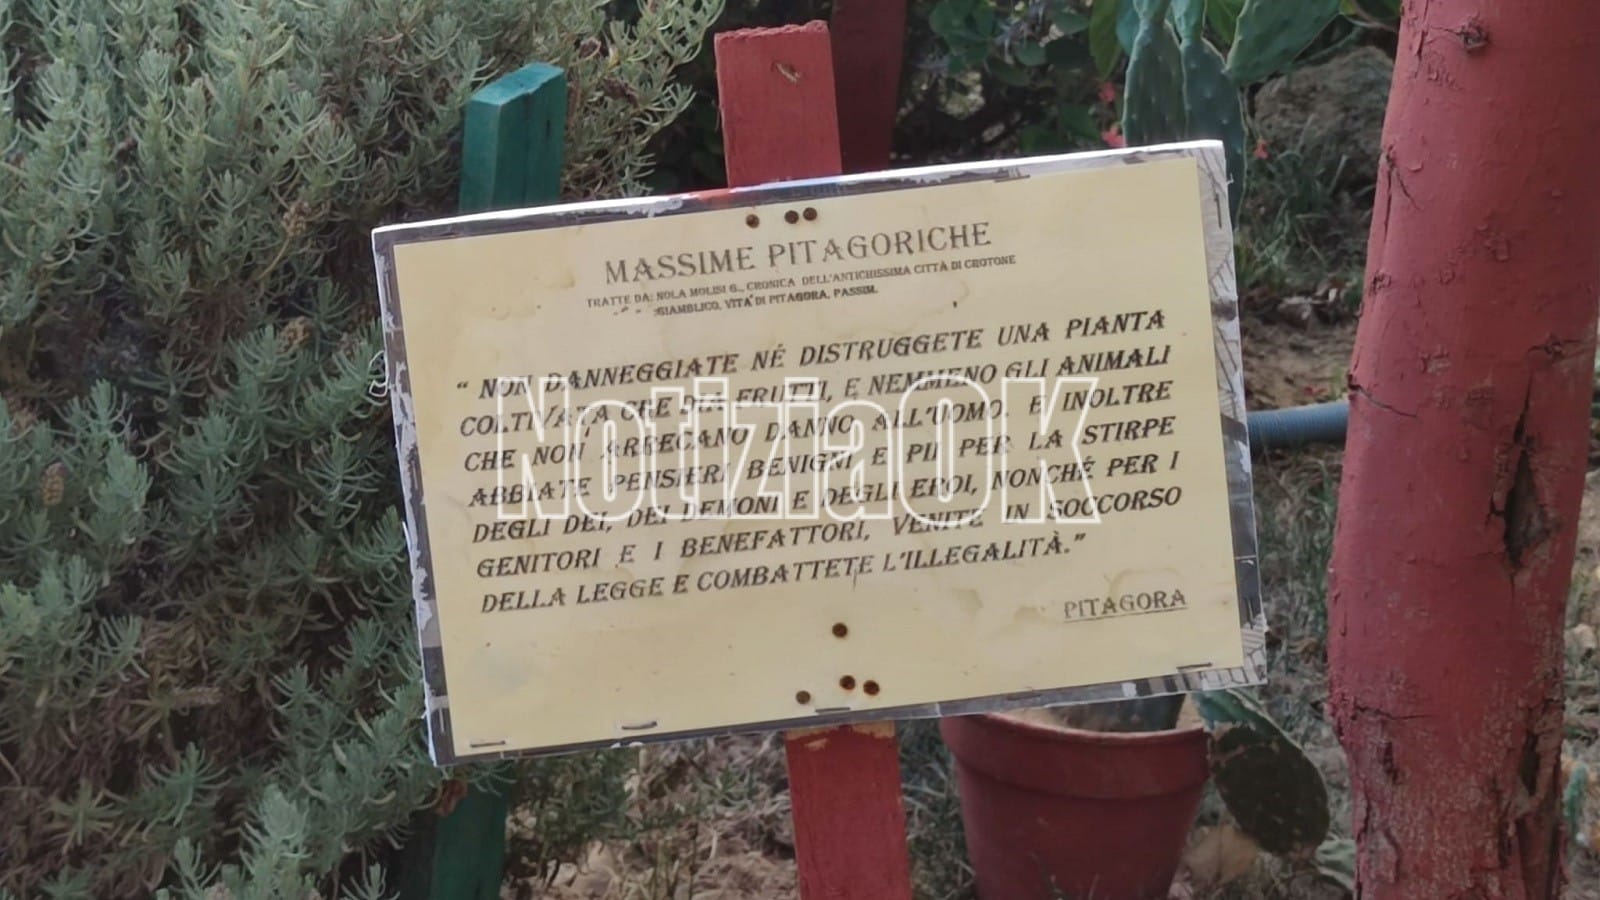 MASSIME PITAGORICHE
TRATTE DA: NOLA MOLISI G., CRONICA DELL'ANTICHISSIMA CITTÀ DI CROTONE
GIAMBLICO, VITA' DI PITAGORA, PASSIM.
“ NON DANNEGGIATE NÉ DISTRUGGETE UNA PIANTA
COLTIVATA CHE DIA FRUTTI, E NEMMENO GLI ANIMALI
CHE NON ARRECANO DANNO ALL'UOMO. E INOLTRE
ABBIATE PENSIERI BENIGNI E PII PER LA STIRPE
DEGLI DEI, DEI DEMONI E DEGLI EROI, NONCHÉ PER I
GENITORI E I BENEFATTORI, VENITE IN SOCCORSO
DELLA LEGGE E COMBATTETE L'ILLEGALITÀ.”
PITAGORA
NotiziaOK